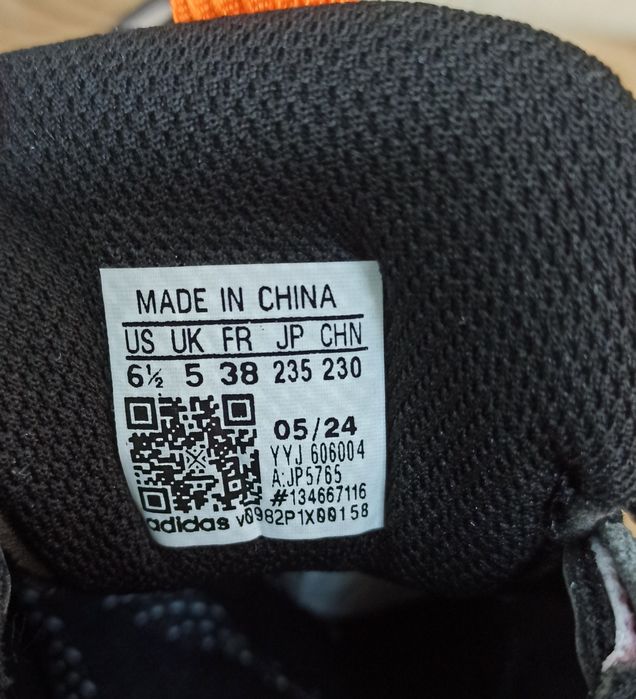 MADE IN CHINA
US UK FR JP CHN
6½ 5 38 235 230
05/24
YYJ 606004
A:JP5765
#134667116
adidas v0982P1X00158